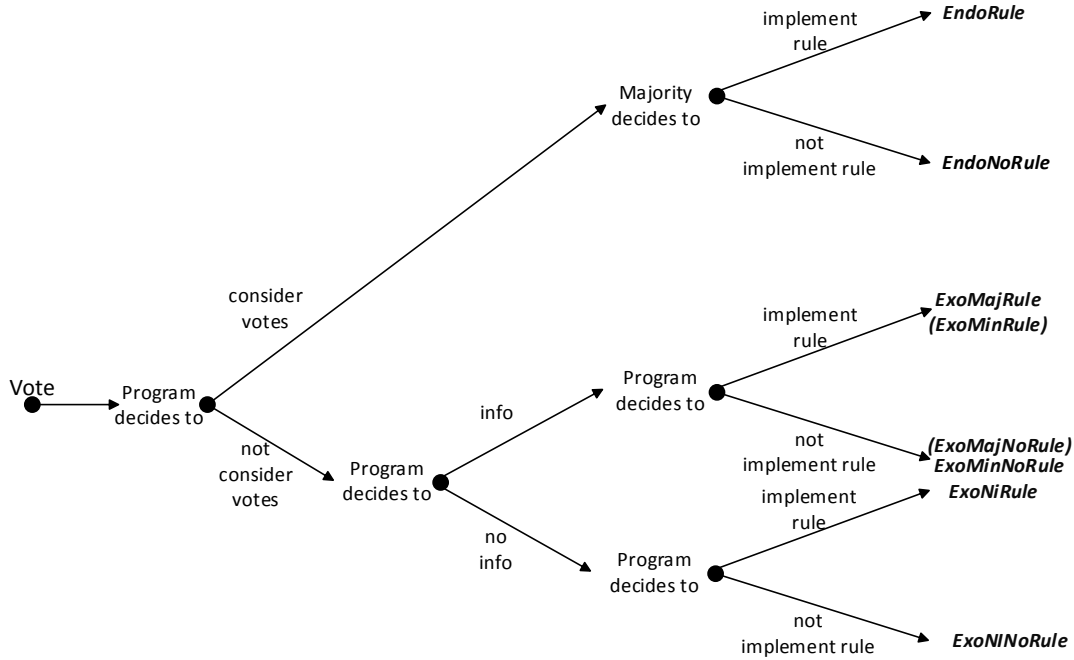 implement
rule
EndoRule
Majority
decides to
not
implement rule
EndoNoRule
consider
votes
implement
rule
ExoMajRule
(ExoMinRule)
Vote
Program
decides to
info
Program
decides to
not
consider
votes
Program
decides to
not
implement rule
(ExoMajNoRule)
ExoMinNoRule
implement
rule
ExoNiRule
no
info
Program
decides to
not
implement rule
ExoNINoRule